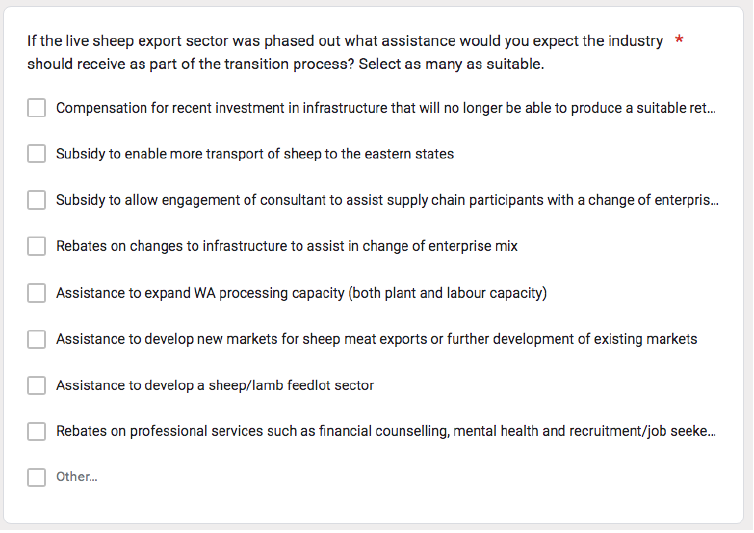 If the live sheep export sector was phased out what assistance would you expect the industry *
should receive as part of the transition process? Select as many as suitable.
Compensation for recent investment in infrastructure that will no longer be able to produce a suitable ret...
Subsidy to enable more transport of sheep to the eastern states
Subsidy to allow engagement of consultant to assist supply chain participants with a change of enterpris...
Rebates on changes to infrastructure to assist in change of enterprise mix
Assistance to expand WA processing capacity (both plant and labour capacity)
Assistance to develop new markets for sheep meat exports or further development of existing markets
Assistance to develop a sheep/lamb feedlot sector
Rebates on professional services such as financial counselling, mental health and recruitment/job seeke...
Other...